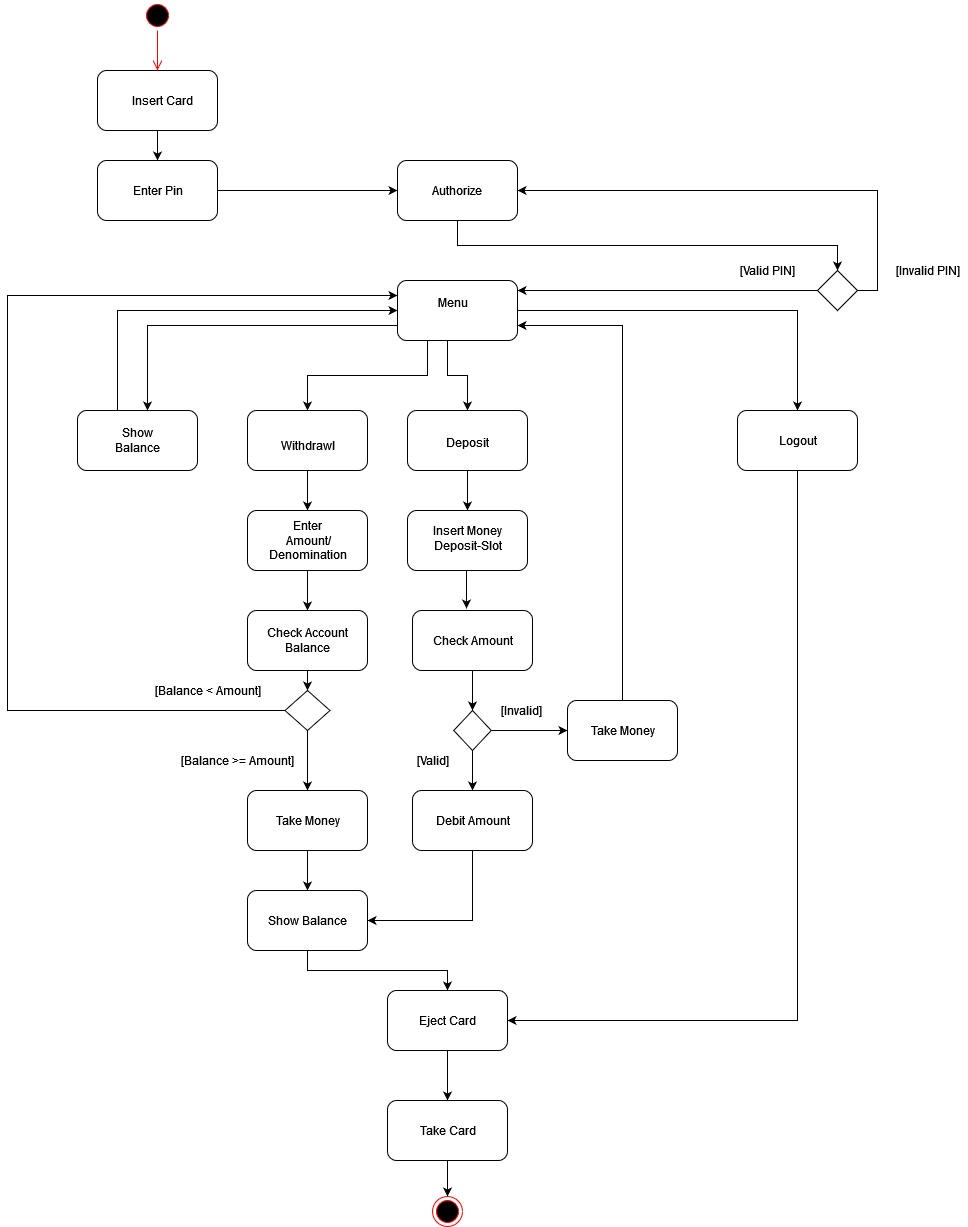 Insert Card
Enter Pin
Authorize
[Valid PIN]
[Invalid PIN]
Menu
Show
Balance
Withdrawl
Deposit
Logout
Enter
Amount/
Denomination
Insert Money
Deposit-Slot
Check Account
Balance
Check Amount
[Balance < Amount]
[Invalid]
Take Money
[Balance >= Amount]
[Valid]
Take Money
Debit Amount
Show Balance
Eject Card
Take Card